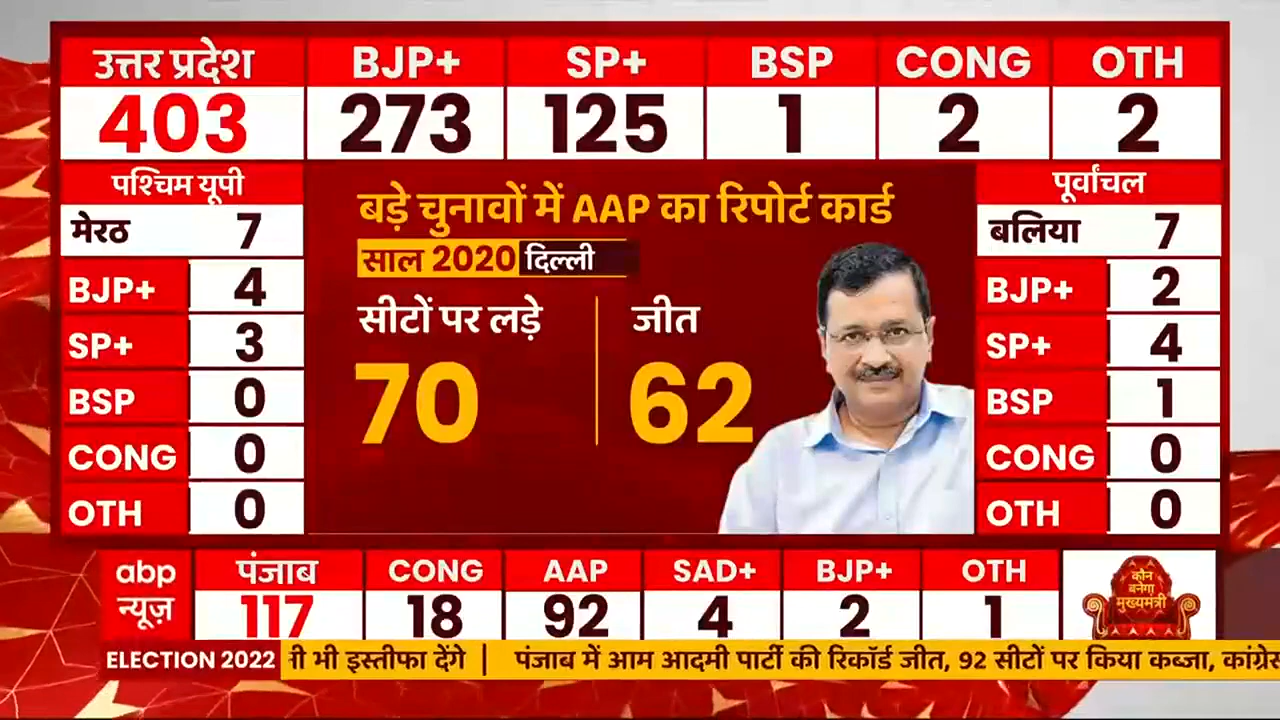 उत्तर प्रदेश BJP+ SP+ BSP CONG OTH
403 273 125 1 2 2
पश्चिम यूपी
मेरठ 7
BJP+ 4
SP+ 3
BSP 0
CONG 0
OTH 0
बड़े चुनावों में AAP का रिपोर्ट कार्ड
साल 2020 दिल्ली
सीटों पर लड़े जीत
70 62
पूर्वांचल
बलिया 7
BJP+ 2
SP+ 4
BSP 1
CONG 0
OTH 0
abp न्यूज़
पंजाब CONG AAP SAD+ BJP+ OTH
117 18 92 4 2 1
कौन
बनेगा
मुख्यमंत्री
ELECTION 2022 भी इस्तीफा देंगे | पंजाब में आम आदमी पार्टी की रिकॉर्ड जीत, 92 सीटों पर किया कब्जा, कांग्रेस